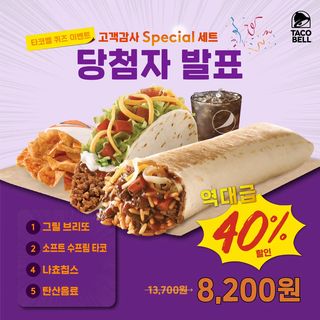 타코벨 퀴즈 이벤트
고객감사 Special 세트
당첨자 발표
TACO
BELL
역대급
40%
할인
1 그릴 브리또
2 소프트 수프림 타코
4 나쵸칩스
5 탄산음료
13,700원→ 8,200원